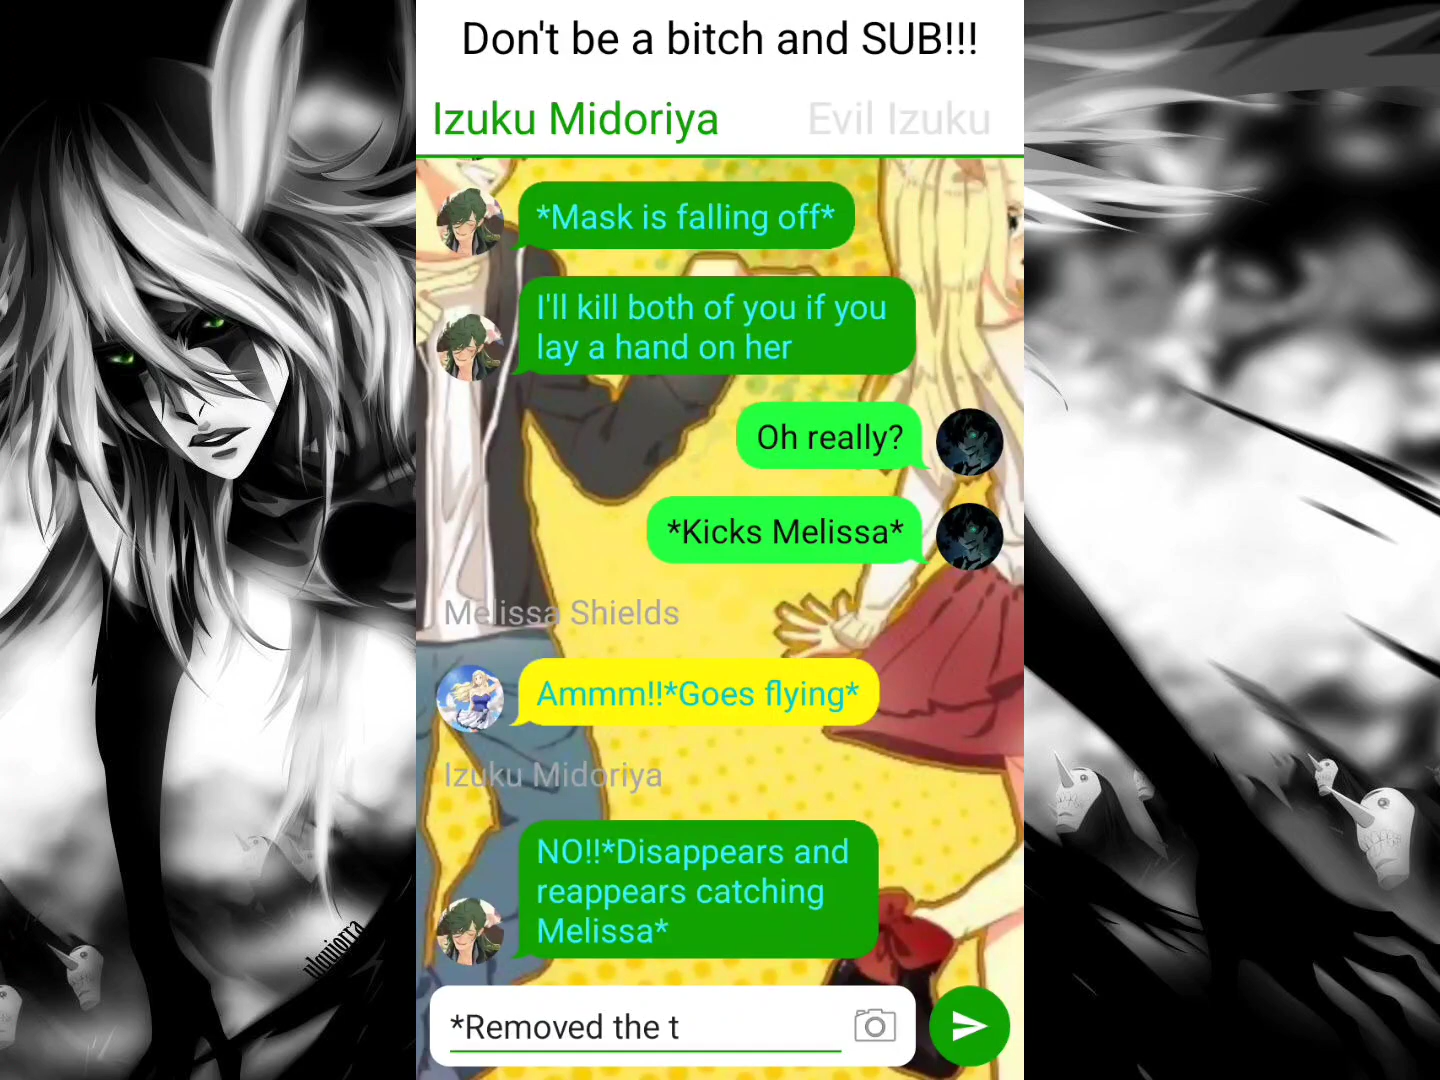 Don't be a bitch and SUB!!!
Izuku Midoriya
Evil Izuku
*Mask is falling off*
I'll kill both of you if you
lay a hand on her
Oh really?
*Kicks Melissa*
Melissa Shields
Ammm!!*Goes flying*
Izuku Midoriya
NO!!*Disappears and
reappears catching
Melissa*
ulquiorra
*Removed the t